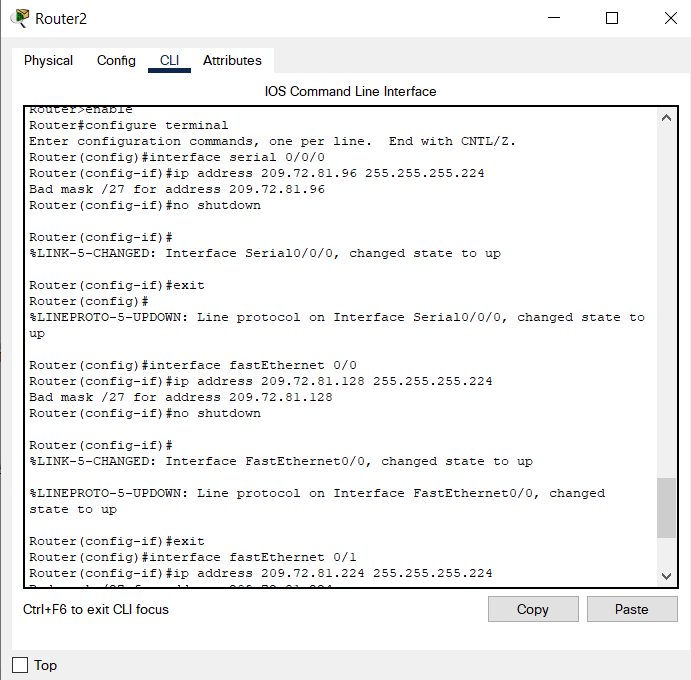 Router2
Physical Config CLI Attributes
IOS Command Line Interface
Router>enable
Router#configure terminal
Enter configuration commands, one per line.  End with CNTL/Z.
Router(config)#interface serial 0/0/0
Router(config-if)#ip address 209.72.81.96 255.255.255.224
Bad mask /27 for address 209.72.81.96
Router(config-if)#no shutdown
Router(config-if)#
%LINK-5-CHANGED: Interface Serial0/0/0, changed state to up
Router(config-if)#exit
Router(config)#
%LINEPROTO-5-UPDOWN: Line protocol on Interface Serial0/0/0, changed state to
up
Router(config)#interface fastEthernet 0/0
Router(config-if)#ip address 209.72.81.128 255.255.255.224
Bad mask /27 for address 209.72.81.128
Router(config-if)#no shutdown
Router(config-if)#
%LINK-5-CHANGED: Interface FastEthernet0/0, changed state to up
%LINEPROTO-5-UPDOWN: Line protocol on Interface FastEthernet0/0, changed
state to up
Router(config-if)#exit
Router(config)#interface fastEthernet 0/1
Router(config-if)#ip address 209.72.81.224 255.255.255.224
Ctrl+F6 to exit CLI focus
Copy
Paste
Top